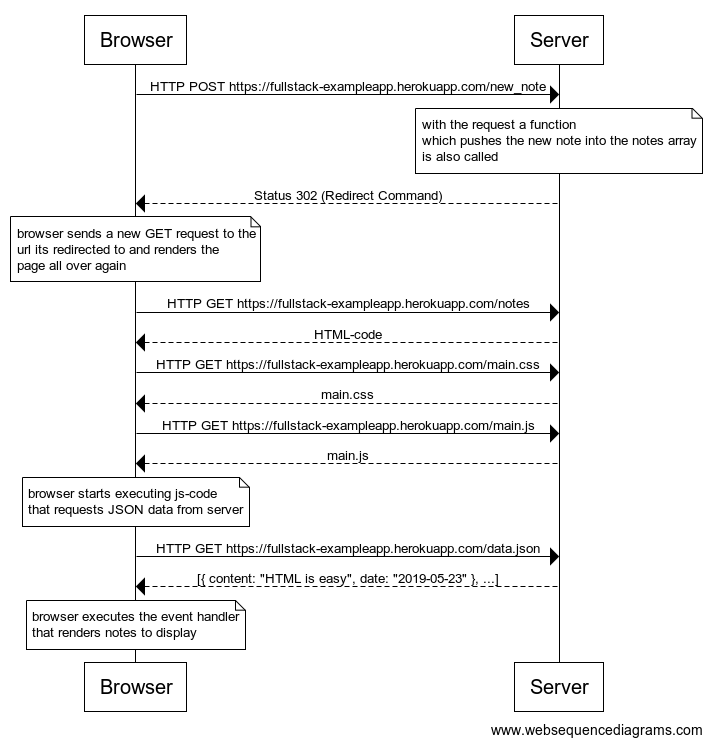 Browser
Server
HTTP POST https://fullstack-exampleapp.herokuapp.com/new_note
with the request a function
which pushes the new note into the notes array
is also called
Status 302 (Redirect Command)
browser sends a new GET request to the
url its redirected to and renders the
page all over again
HTTP GET https://fullstack-exampleapp.herokuapp.com/notes
HTML-code
HTTP GET https://fullstack-exampleapp.herokuapp.com/main.css
main.css
HTTP GET https://fullstack-exampleapp.herokuapp.com/main.js
main.js
browser starts executing js-code
that requests JSON data from server
HTTP GET https://fullstack-exampleapp.herokuapp.com/data.json
[{ content: "HTML is easy", date: "2019-05-23" }, ...]
browser executes the event handler
that renders notes to display
Browser
Server
www.websequencediagrams.com